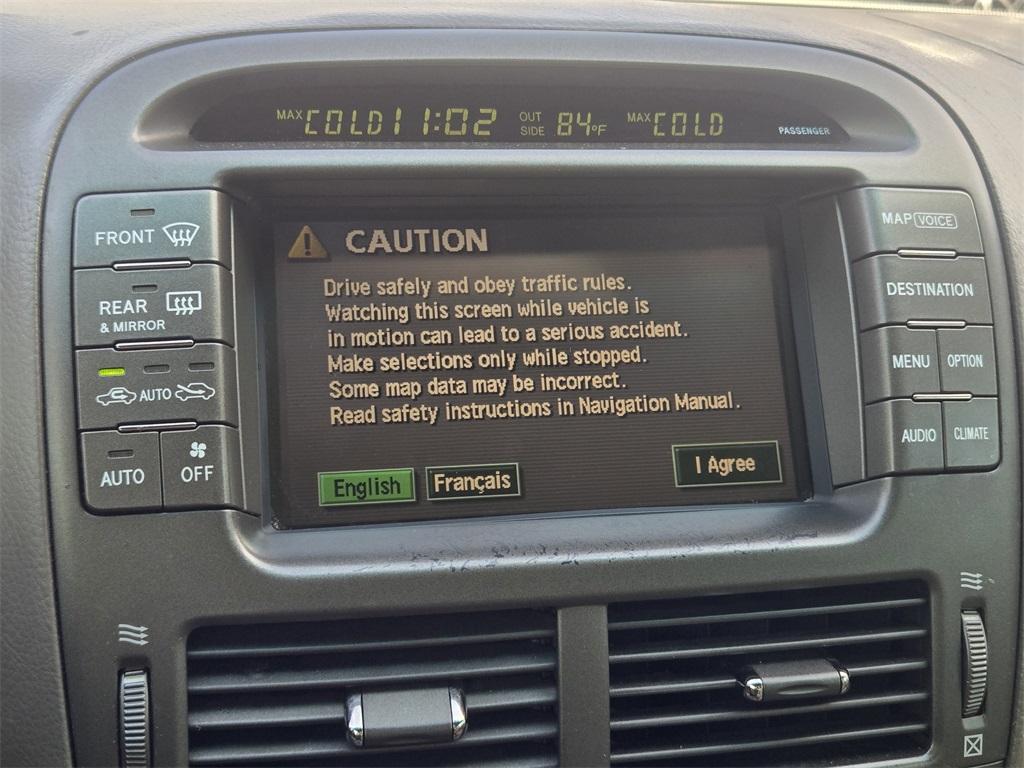 MAX COLD 11:02 OUT SIDE 84°F MAX COLD PASSENGER
FRONT
REAR
& MIRROR
AUTO
AUTO
OFF
CAUTION
Drive safely and obey traffic rules.
Watching this screen while vehicle is
in motion can lead to a serious accident.
Make selections only while stopped.
Some map data may be incorrect.
Read safety instructions in Navigation Manual.
English Français I Agree
MAP VOICE
DESTINATION
MENU OPTION
AUDIO CLIMATE